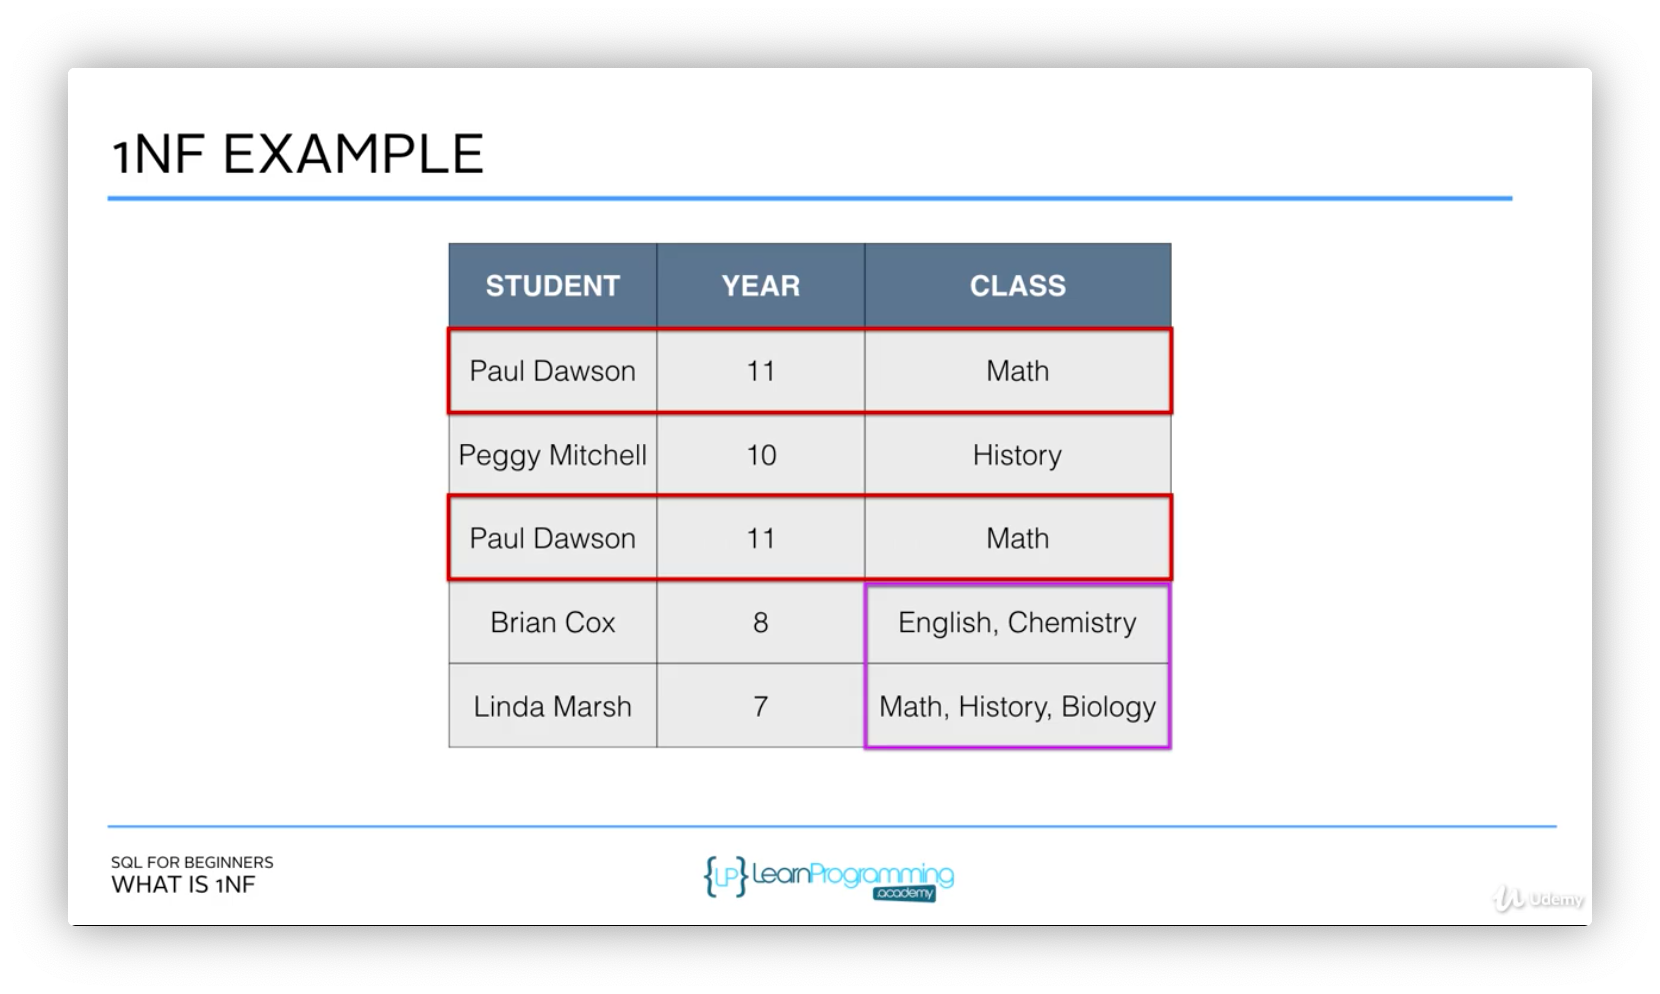 1NF EXAMPLE
STUDENT YEAR CLASS
Paul Dawson 11 Math
Peggy Mitchell 10 History
Paul Dawson 11 Math
Brian Cox 8 English, Chemistry
Linda Marsh 7 Math, History, Biology
SQL FOR BEGINNERS
WHAT IS 1NF
{LP} LearnProgramming
.academy
Udemy